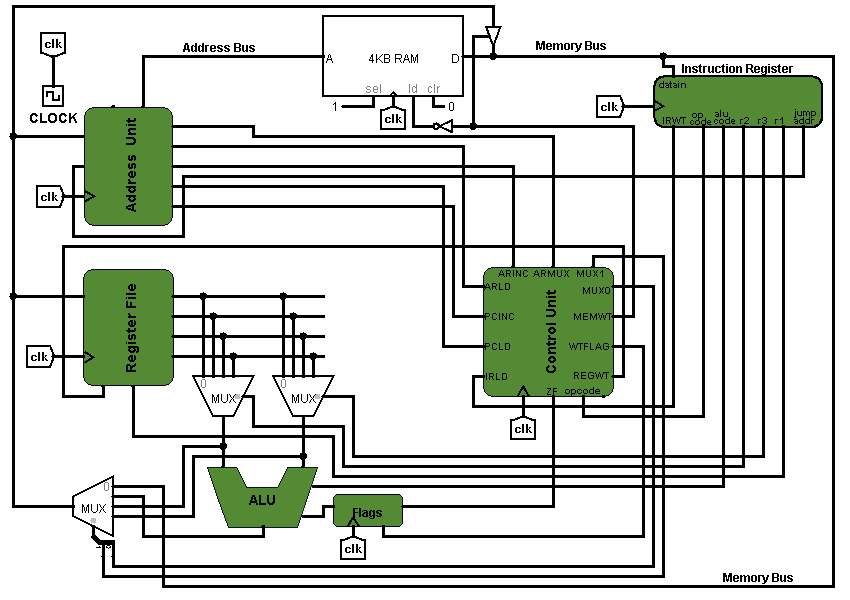 clk
CLOCK
Address Bus
A
4KB RAM
D
sel
ld
clr
1
0
clk
Memory Bus
Instruction Register
datain
clk
IRWT
op
code
alu
code
r2
r3
r1
jump
addr
Address Unit
clk
Register File
clk
ARINC
ARMUX
MUX1
ARLD
MUX0
PCINC
MEMWT
PCLD
WTFLAG
IRLD
REGWT
Control Unit
ZF
opcode
clk
0
MUX
0
MUX
0
MUX
ALU
Flags
clk
Memory Bus